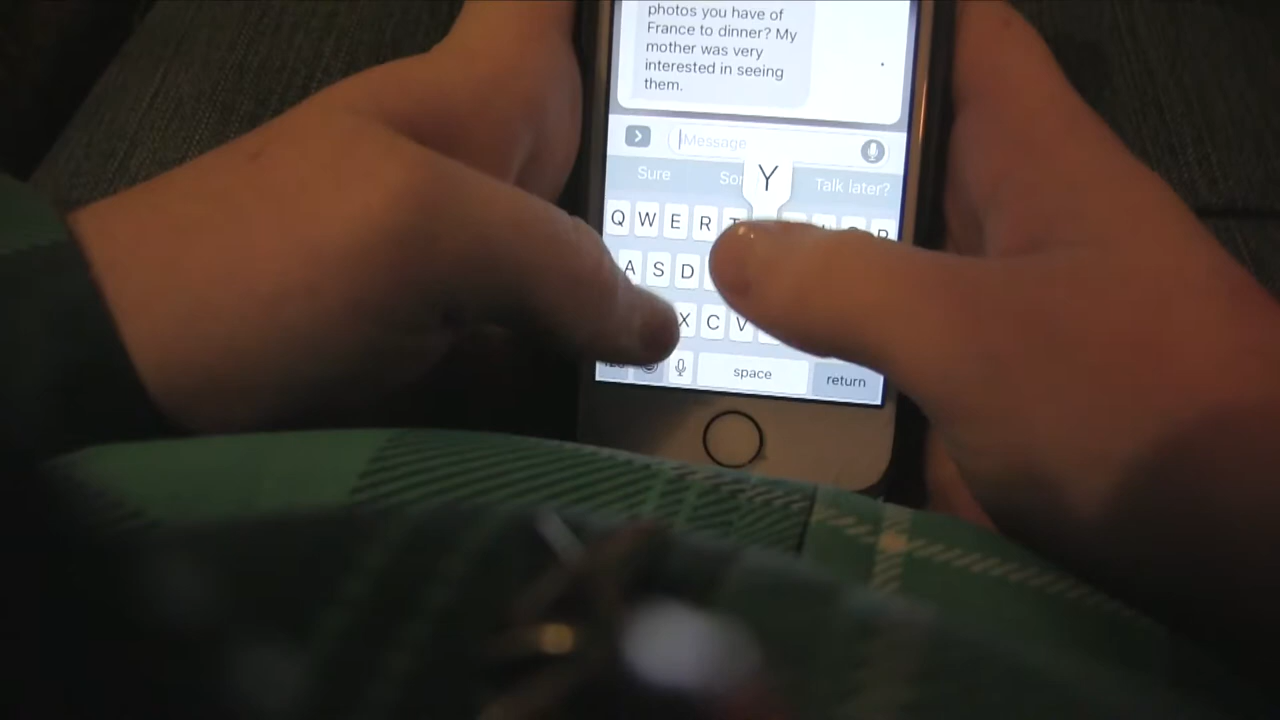 photos you have of
France to dinner? My
mother was very
interested in seeing
them.
Message
Sure Talk later?
Y
Q W E R T
A S D
X C V
123 space return